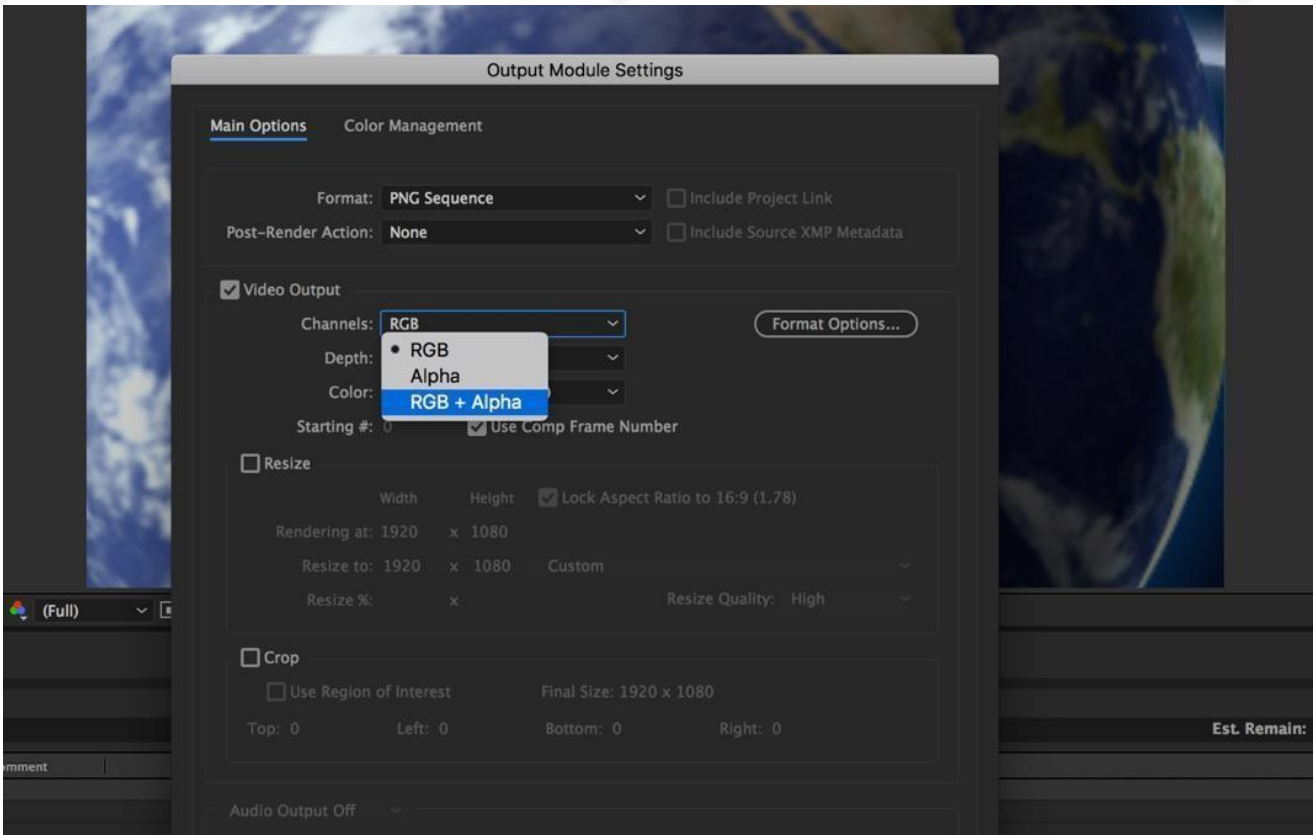 Output Module Settings
Main Options Color Management
Format: PNG Sequence Include Project Link
Post-Render Action: None Include Source XMP Metadata
Video Output
Channels: RGB Format Options...
Depth: RGB
Alpha
Color: RGB + Alpha )
Starting #: 0 Use Comp Frame Number
Resize
Width Height Lock Aspect Ratio to 16:9 (1.78)
Rendering at: 1920 x 1080
Resize to: 1920 x 1080 Custom
(Full) Resize %: x Resize Quality: High
Crop
Use Region of Interest Final Size: 1920 x 1080
Top: 0 Left: 0 Bottom: 0 Right: 0
Est. Remain:
omment
Audio Output Off